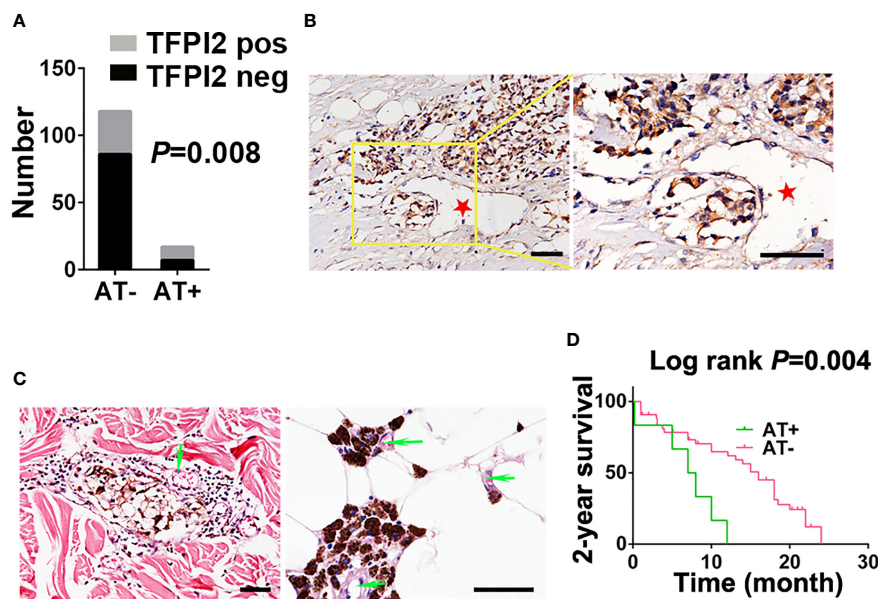 A
TFPI2 pos
TFPI2 neg
Number
150
100
50
0
P=0.008
AT-
AT+
B
C
D
Log rank P=0.004
2-year survival
100
50
0
AT+
AT-
0
10
20
30
Time (month)